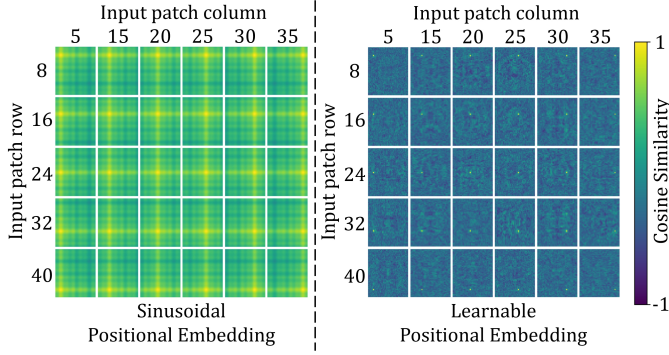 Input patch column
5 15 20 25 25 35
Input patch row
8
16
24
32
40
Sinusoidal
Positional Embedding
Input patch column
5 15 20 25 25 35
Input patch row
8
16
24
32
40
Learnable
Positional Embedding
1
Cosine Similarity
-1